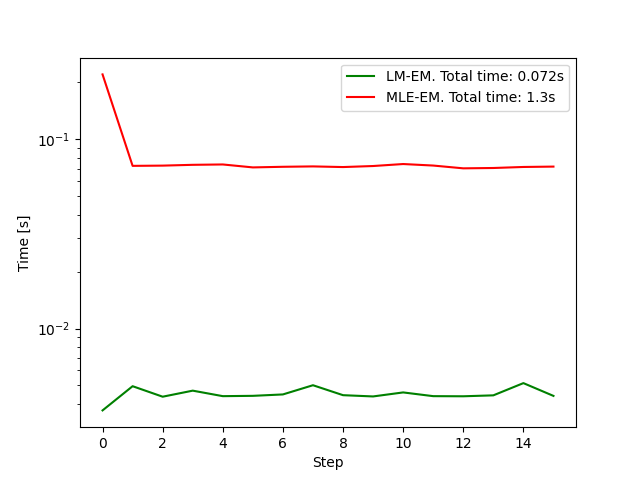 LM-EM. Total time: 0.072s
MLE-EM. Total time: 1.3s
10⁻¹
10⁻²
Time [s]
0 2 4 6 8 10 12 14
Step